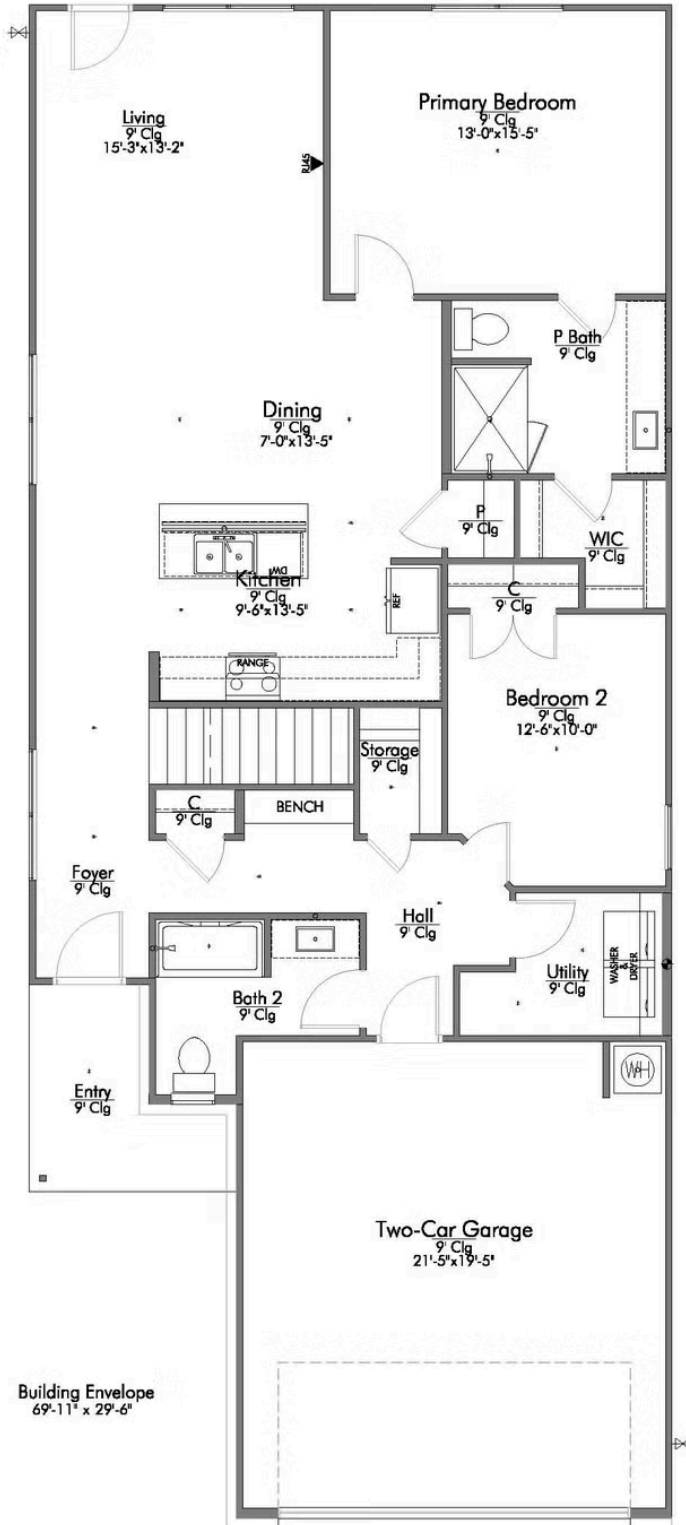 Living
9' Clg
15'-3"x13'-2"
Primary Bedroom
9' Clg
13'-0"x15'-5"
RJ45
P Bath
9' Clg
Dining
9' Clg
7'-0"x13'-5"
P
9' Clg
WIC
9' Clg
DW
Kitchen
9' Clg
9'-6"x13'-5"
REF
C
9' Clg
RANGE
Bedroom 2
9' Clg
12'-6"x10'-0"
Storage
9' Clg
C
9' Clg
BENCH
Foyer
9' Clg
Hall
9' Clg
Utility
9' Clg
WASHER
&
DRYER
Bath 2
9' Clg
Entry
9' Clg
WH
Two-Car Garage
9' Clg
21'-5"x19'-5"
Building Envelope
69'-11" x 29'-6"